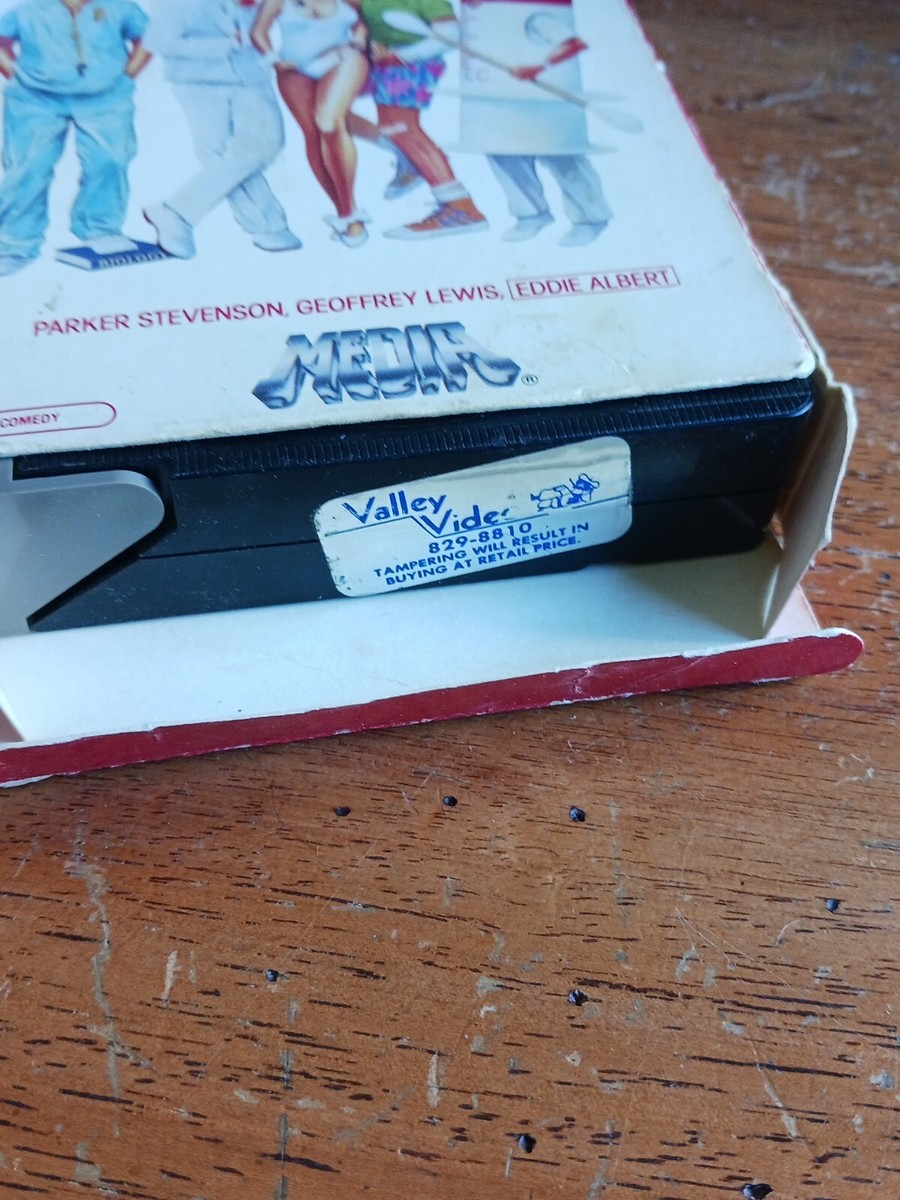 BIOLOGY
PARKER STEVENSON, GEOFFREY LEWIS, EDDIE ALBERT
MEDIA ®
COMEDY
Valley
Video
829-8810
TAMPERING WILL RESULT IN
BUYING AT RETAIL PRICE.